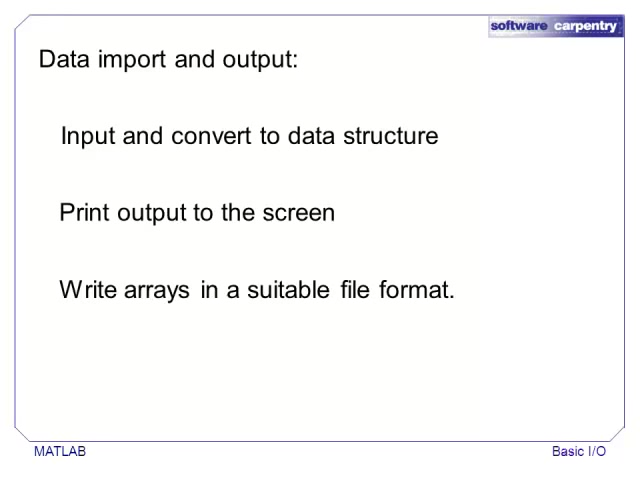 software carpentry
Data import and output:
Input and convert to data structure
Print output to the screen
Write arrays in a suitable file format.
MATLAB
Basic I/O